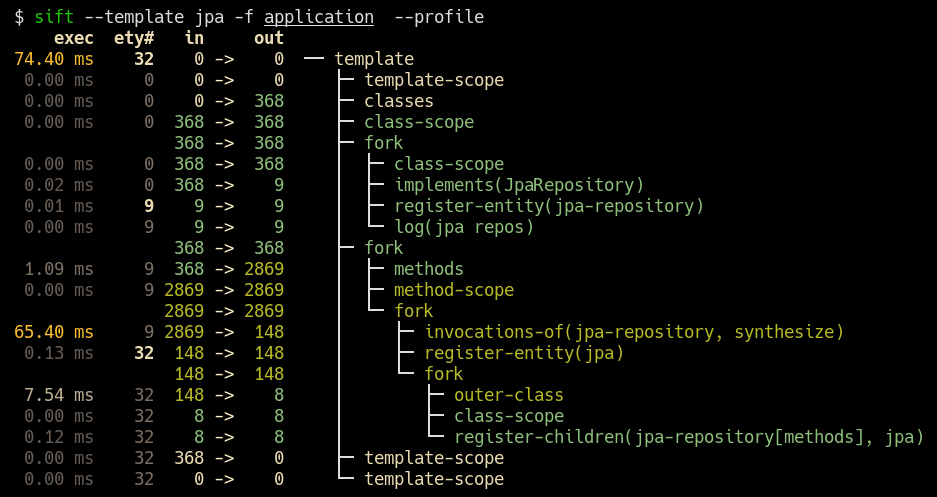 $ sift --template jpa -f application  --profile
    exec  ety#   in     out
74.40 ms    32    0 ->    0  ── template
 0.00 ms     0    0 ->    0     ├─ template-scope
 0.00 ms     0    0 ->  368     ├─ classes
 0.00 ms     0  368 ->  368     ├─ class-scope
                368 ->  368     ├─ fork
 0.00 ms     0  368 ->  368     │  ├─ class-scope
 0.02 ms     0  368 ->    9     │  ├─ implements(JpaRepository)
 0.01 ms     9    9 ->    9     │  ├─ register-entity(jpa-repository)
 0.00 ms     9    9 ->    9     │  └─ log(jpa repos)
                368 ->  368     ├─ fork
 1.09 ms     9  368 -> 2869     │  ├─ methods
 0.00 ms     9 2869 -> 2869     │  ├─ method-scope
               2869 -> 2869     │  └─ fork
65.40 ms     9 2869 ->  148     │     ├─ invocations-of(jpa-repository, synthesize)
 0.13 ms    32  148 ->  148     │     ├─ register-entity(jpa)
                148 ->  148     │     └─ fork
 7.54 ms    32  148 ->    8     │        ├─ outer-class
 0.00 ms    32    8 ->    8     │        ├─ class-scope
 0.12 ms    32    8 ->    8     │        └─ register-children(jpa-repository[methods], jpa)
 0.00 ms    32  368 ->    0     ├─ template-scope
 0.00 ms    32    0 ->    0     └─ template-scope